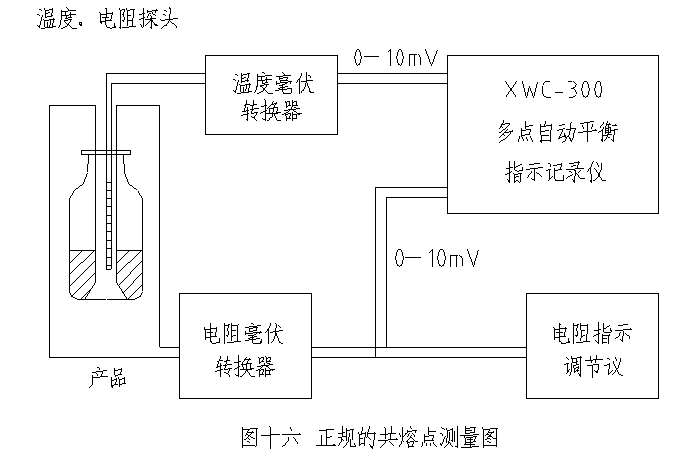 温度．电阻探头
0—10mV
温度毫伏
转换器
XWC-300
多点自动平衡
指示记录仪
0—10mV
电阻毫伏
转换器
电阻指示
调节议
产品
图十六 正规的共熔点测量图